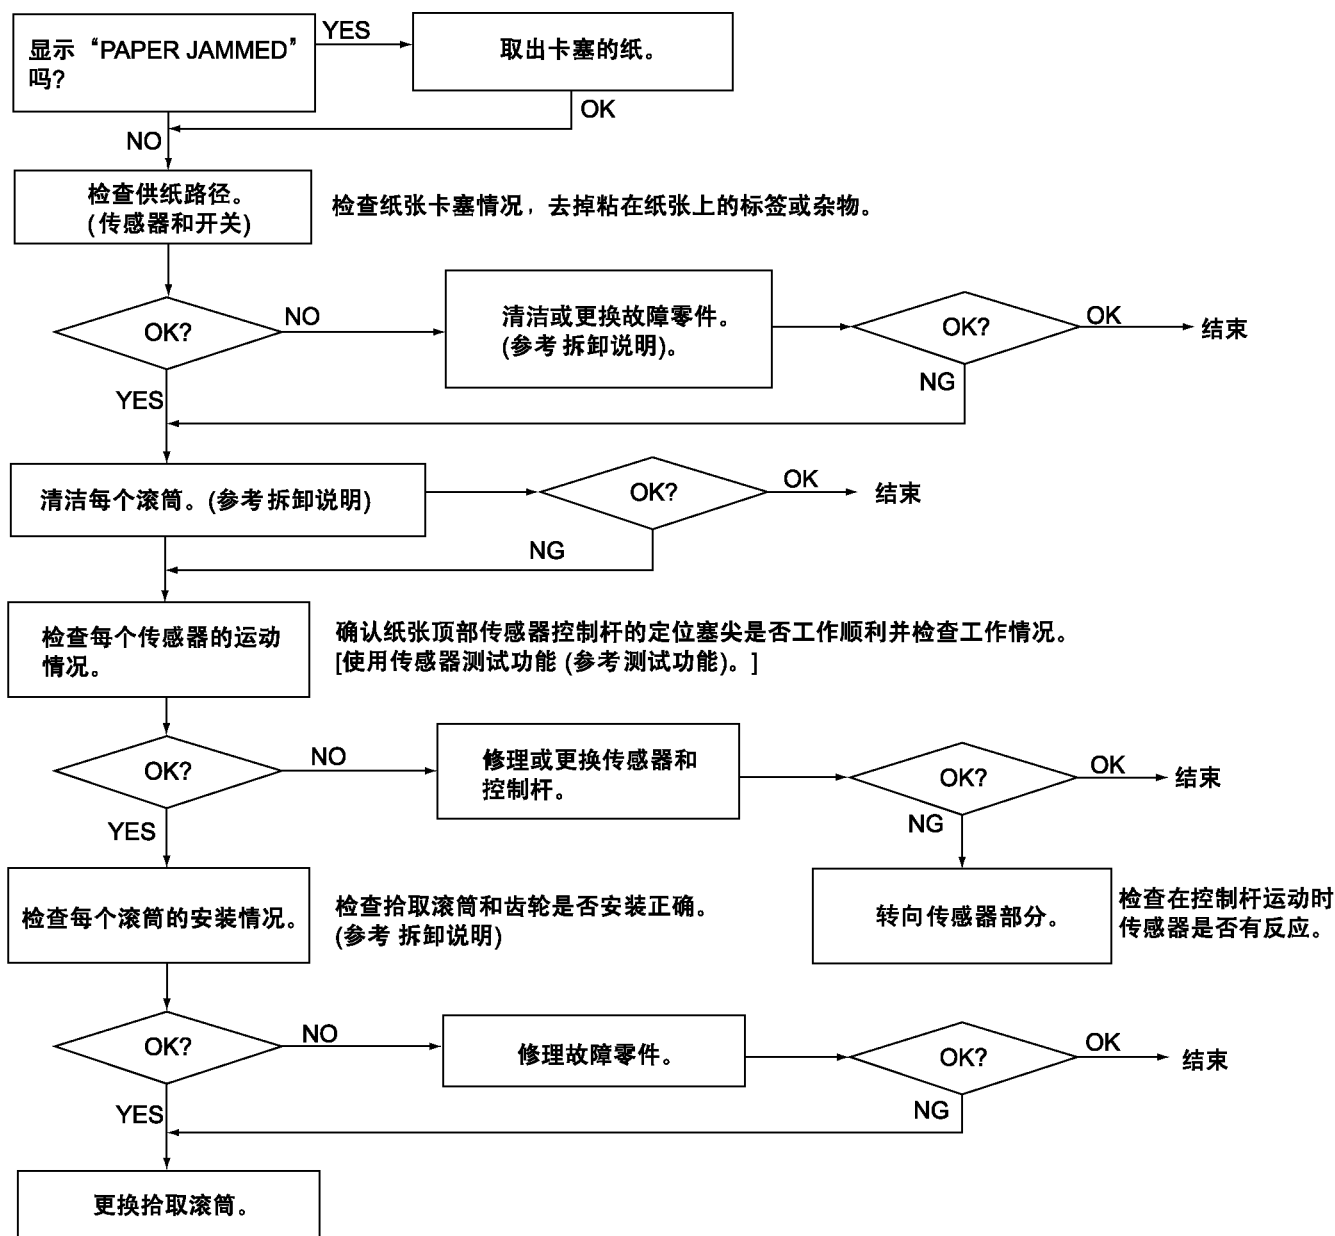 显示“PAPER JAMMED”
吗?
YES
取出卡塞的纸。
OK
NO
检查供纸路径。
(传感器和开关)
检查纸张卡塞情况，去掉粘在纸张上的标签或杂物。
OK?
NO
清洁或更换故障零件。
(参考 拆卸说明)。
OK?
OK
结束
NG
YES
清洁每个滚筒。(参考 拆卸说明)
OK?
OK
结束
NG
检查每个传感器的运动
情况。
确认纸张顶部传感器控制杆的定位塞尖是否工作顺利并检查工作情况。
[使用传感器测试功能 (参考 测试功能)。]
OK?
NO
修理或更换传感器和
控制杆。
OK?
OK
结束
NG
YES
检查每个滚筒的安装情况。
检查拾取滚筒和齿轮是否安装正确。
(参考 拆卸说明)
转向传感器部分。
检查在控制杆运动时
传感器是否有反应。
OK?
NO
修理故障零件。
OK?
OK
结束
NG
YES
更换拾取滚筒。